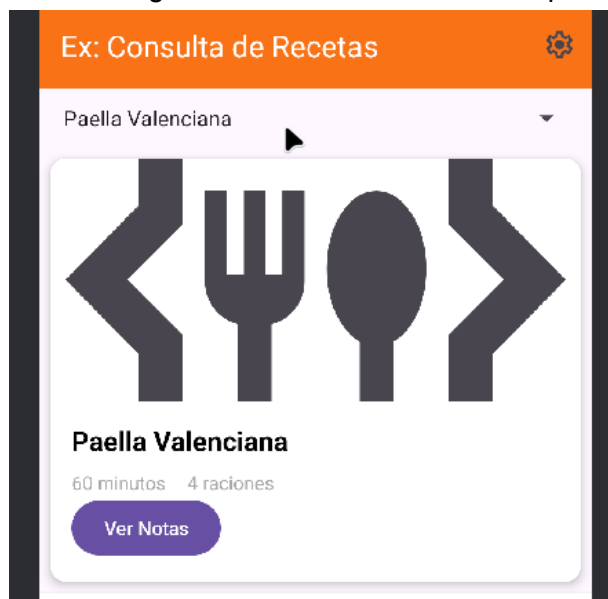 Ex: Consulta de Recetas
Paella Valenciana
Paella Valenciana
60 minutos 4 raciones
Ver Notas